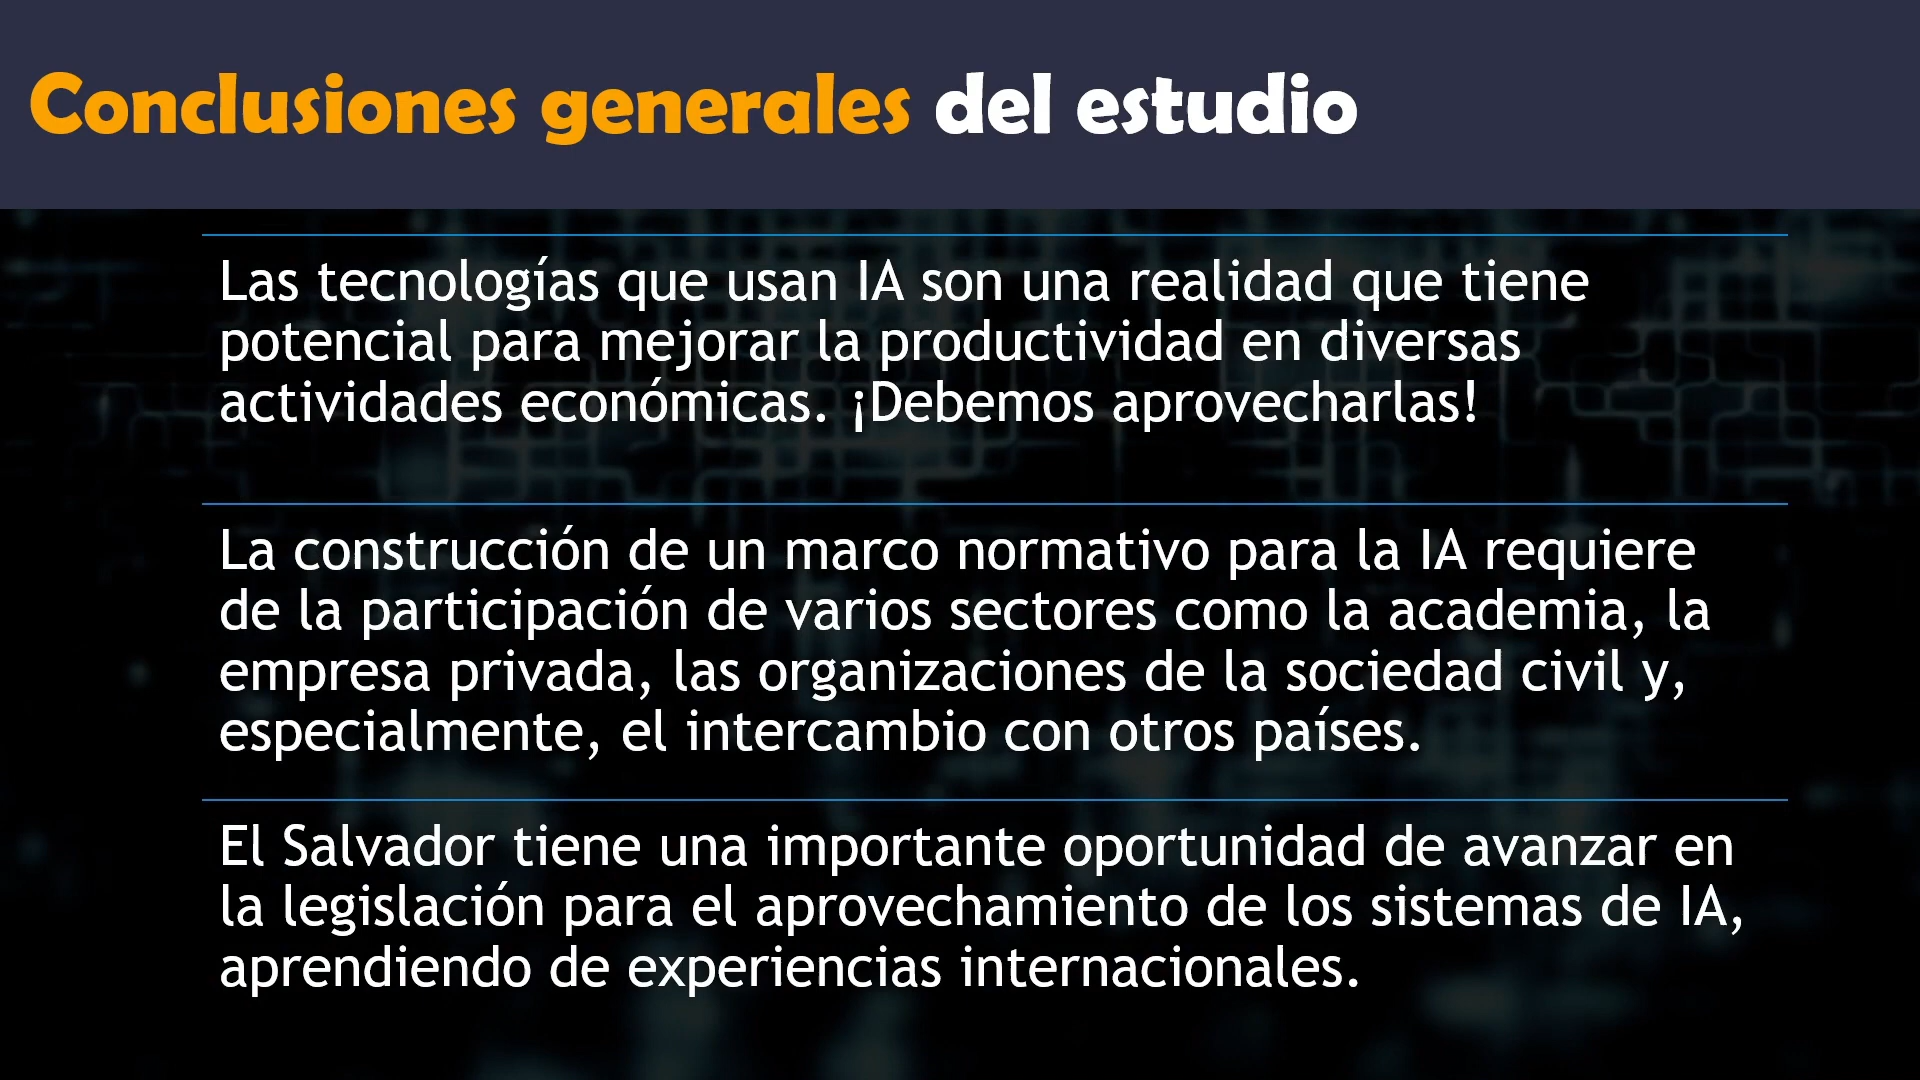 Conclusiones generales del estudio
Las tecnologías que usan IA son una realidad que tiene
potencial para mejorar la productividad en diversas
actividades económicas. ¡Debemos aprovecharlas!
La construcción de un marco normativo para la IA requiere
de la participación de varios sectores como la academia, la
empresa privada, las organizaciones de la sociedad civil y,
especialmente, el intercambio con otros países.
El Salvador tiene una importante oportunidad de avanzar en
la legislación para el aprovechamiento de los sistemas de IA,
aprendiendo de experiencias internacionales.